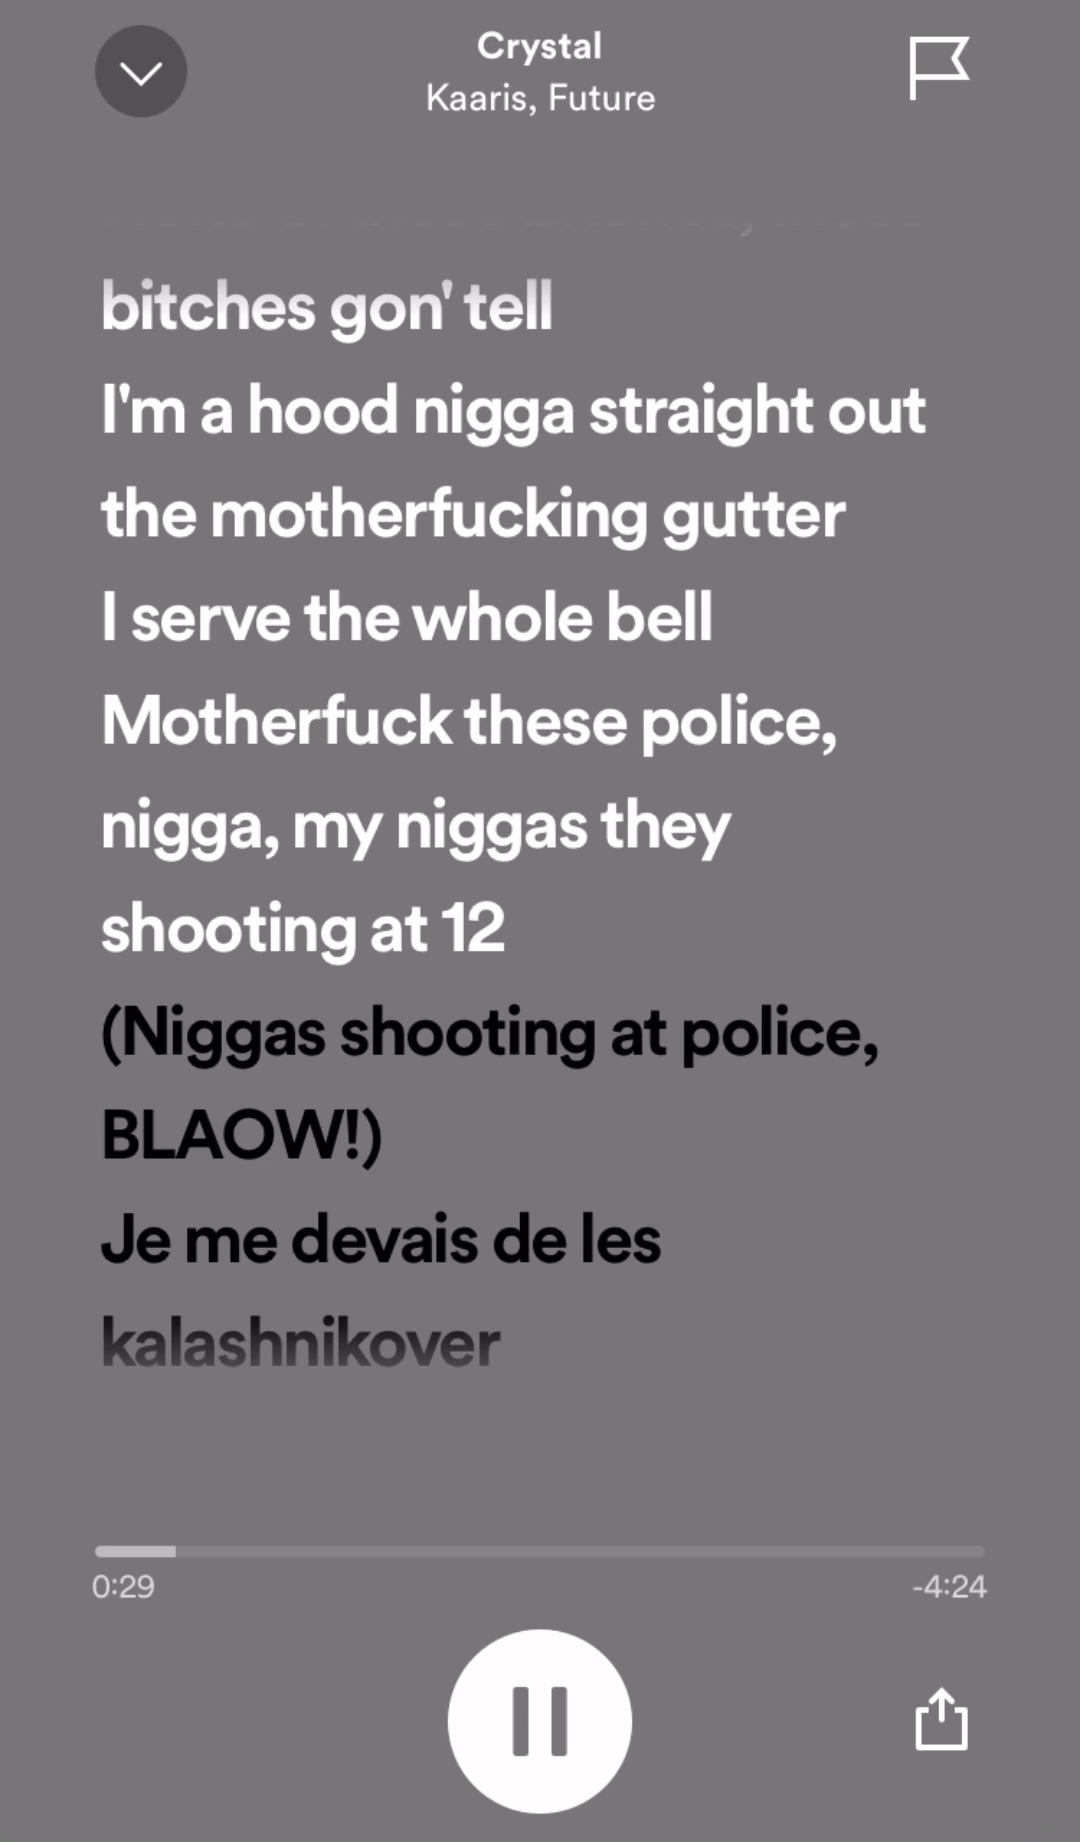 Crystal
Kaaris, Future
bitches gon' tell
I'm a hood nigga straight out
the motherfucking gutter
I serve the whole bell
Motherfuck these police,
nigga, my niggas they
shooting at 12
(Niggas shooting at police,
BLAOW!)
Je me devais de les
kalashnikover
0:29
-4:24